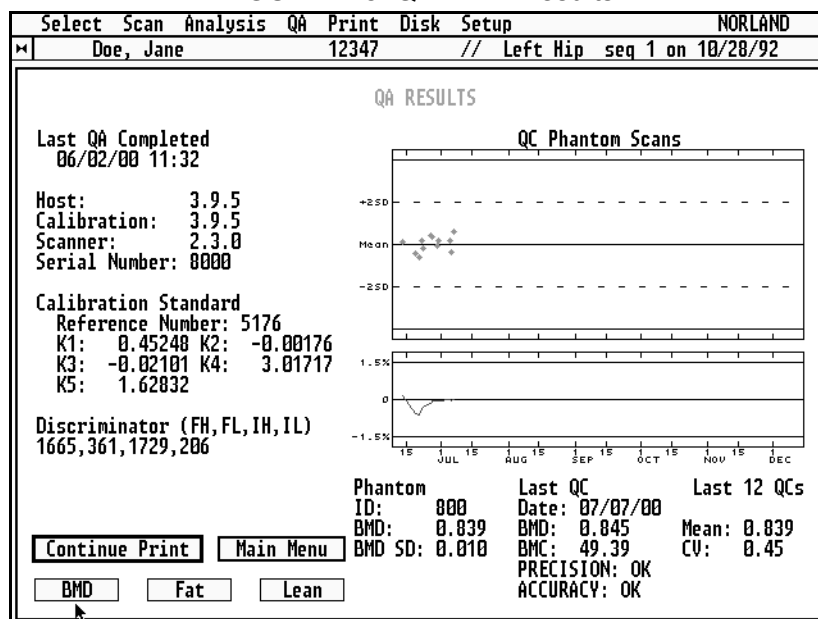 Select Scan Analysis QA Print Disk Setup NORLAND
Doe, Jane 12347 // Left Hip seq 1 on 10/28/92
QA RESULTS
Last QA Completed
06/02/00 11:32
Host: 3.9.5
Calibration: 3.9.5
Scanner: 2.3.0
Serial Number: 8000
Calibration Standard
Reference Number: 5176
K1: 0.45248 K2: -0.00176
K3: -0.02101 K4: 3.01717
K5: 1.62832
Discriminator (FH,FL,IH,IL)
1665,361,1729,206
QC Phantom Scans
+2SD
Mean
-2SD
1.5%
0
-1.5%
15 1 15 1 15 1 15 1 15 1 15 1
JUL AUG SEP OCT NOV DEC
Phantom
ID: 800
BMD: 0.839
BMD SD: 0.010
Last QC
Date: 07/07/00
BMD: 0.845
BMC: 49.39
PRECISION: OK
ACCURACY: OK
Last 12 QCs
Mean: 0.839
CV: 0.45
Continue Print Main Menu
BMD Fat Lean